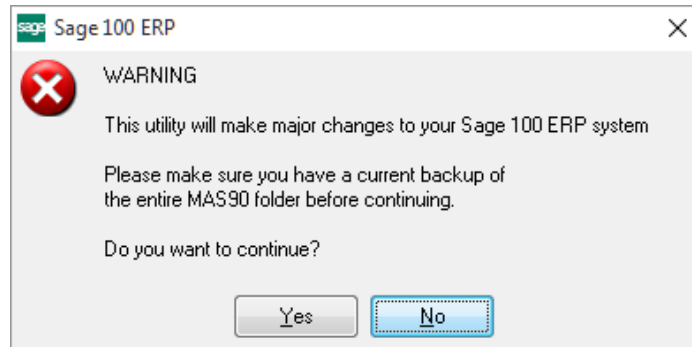 sage Sage 100 ERP
WARNING
This utility will make major changes to your Sage 100 ERP system
Please make sure you have a current backup of
the entire MAS90 folder before continuing.
Do you want to continue?
Yes No